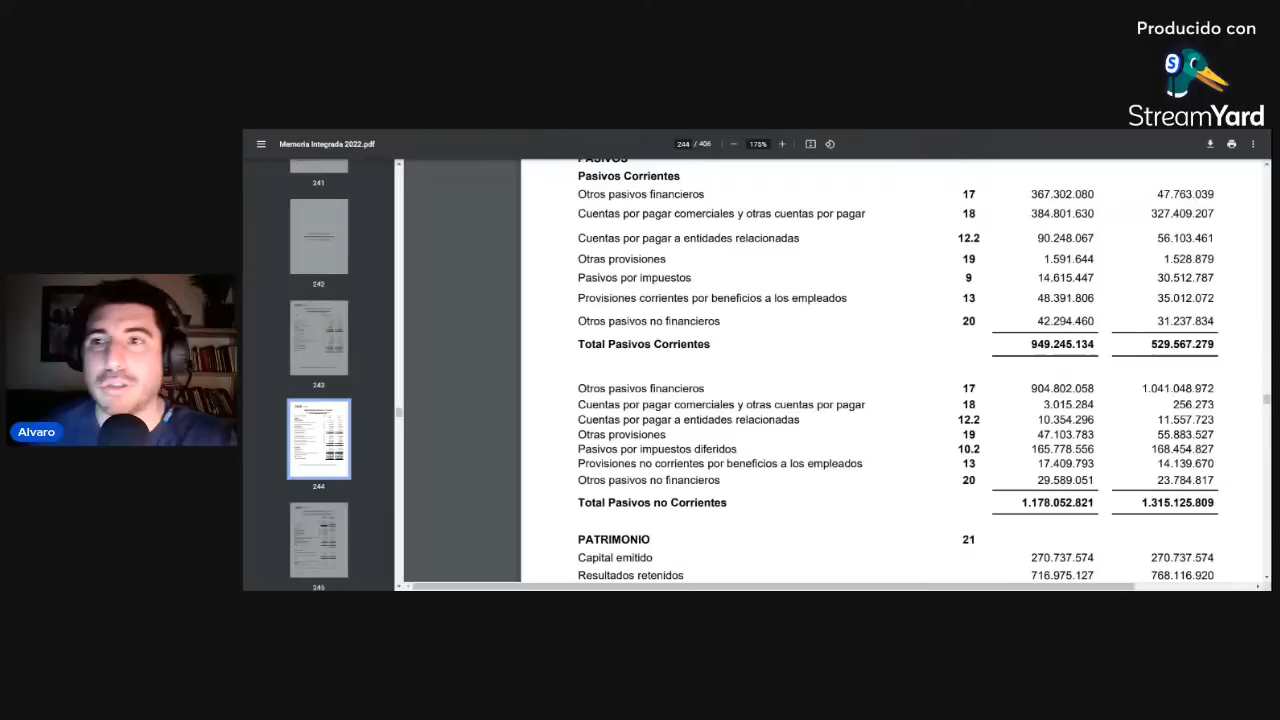 Producido con
S
StreamYard
Memoria Integrada 2022.pdf
244 / 406
175%
241
242
243
244
245
Alvaro
PASIVOS
Pasivos Corrientes
Otros pasivos financieros 17 367.302.080 47.763.039
Cuentas por pagar comerciales y otras cuentas por pagar 18 384.801.630 327.409.207
Cuentas por pagar a entidades relacionadas 12.2 90.248.067 56.103.461
Otras provisiones 19 1.591.644 1.528.879
Pasivos por impuestos 9 14.615.447 30.512.787
Provisiones corrientes por beneficios a los empleados 13 48.391.806 35.012.072
Otros pasivos no financieros 20 42.294.460 31.237.834
Total Pasivos Corrientes 949.245.134 529.567.279
Otros pasivos financieros 17 904.802.058 1.041.048.972
Cuentas por pagar comerciales y otras cuentas por pagar 18 3.015.284 256.273
Cuentas por pagar a entidades relacionadas 12.2 10.354.296 11.557.723
Otras provisiones 19 47.103.783 55.883.527
Pasivos por impuestos diferidos 10.2 165.778.556 168.454.827
Provisiones no corrientes por beneficios a los empleados 13 17.409.793 14.139.670
Otros pasivos no financieros 20 29.589.051 23.784.817
Total Pasivos no Corrientes 1.178.052.821 1.315.125.809
PATRIMONIO 21
Capital emitido 270.737.574 270.737.574
Resultados retenidos 716.975.127 768.116.920